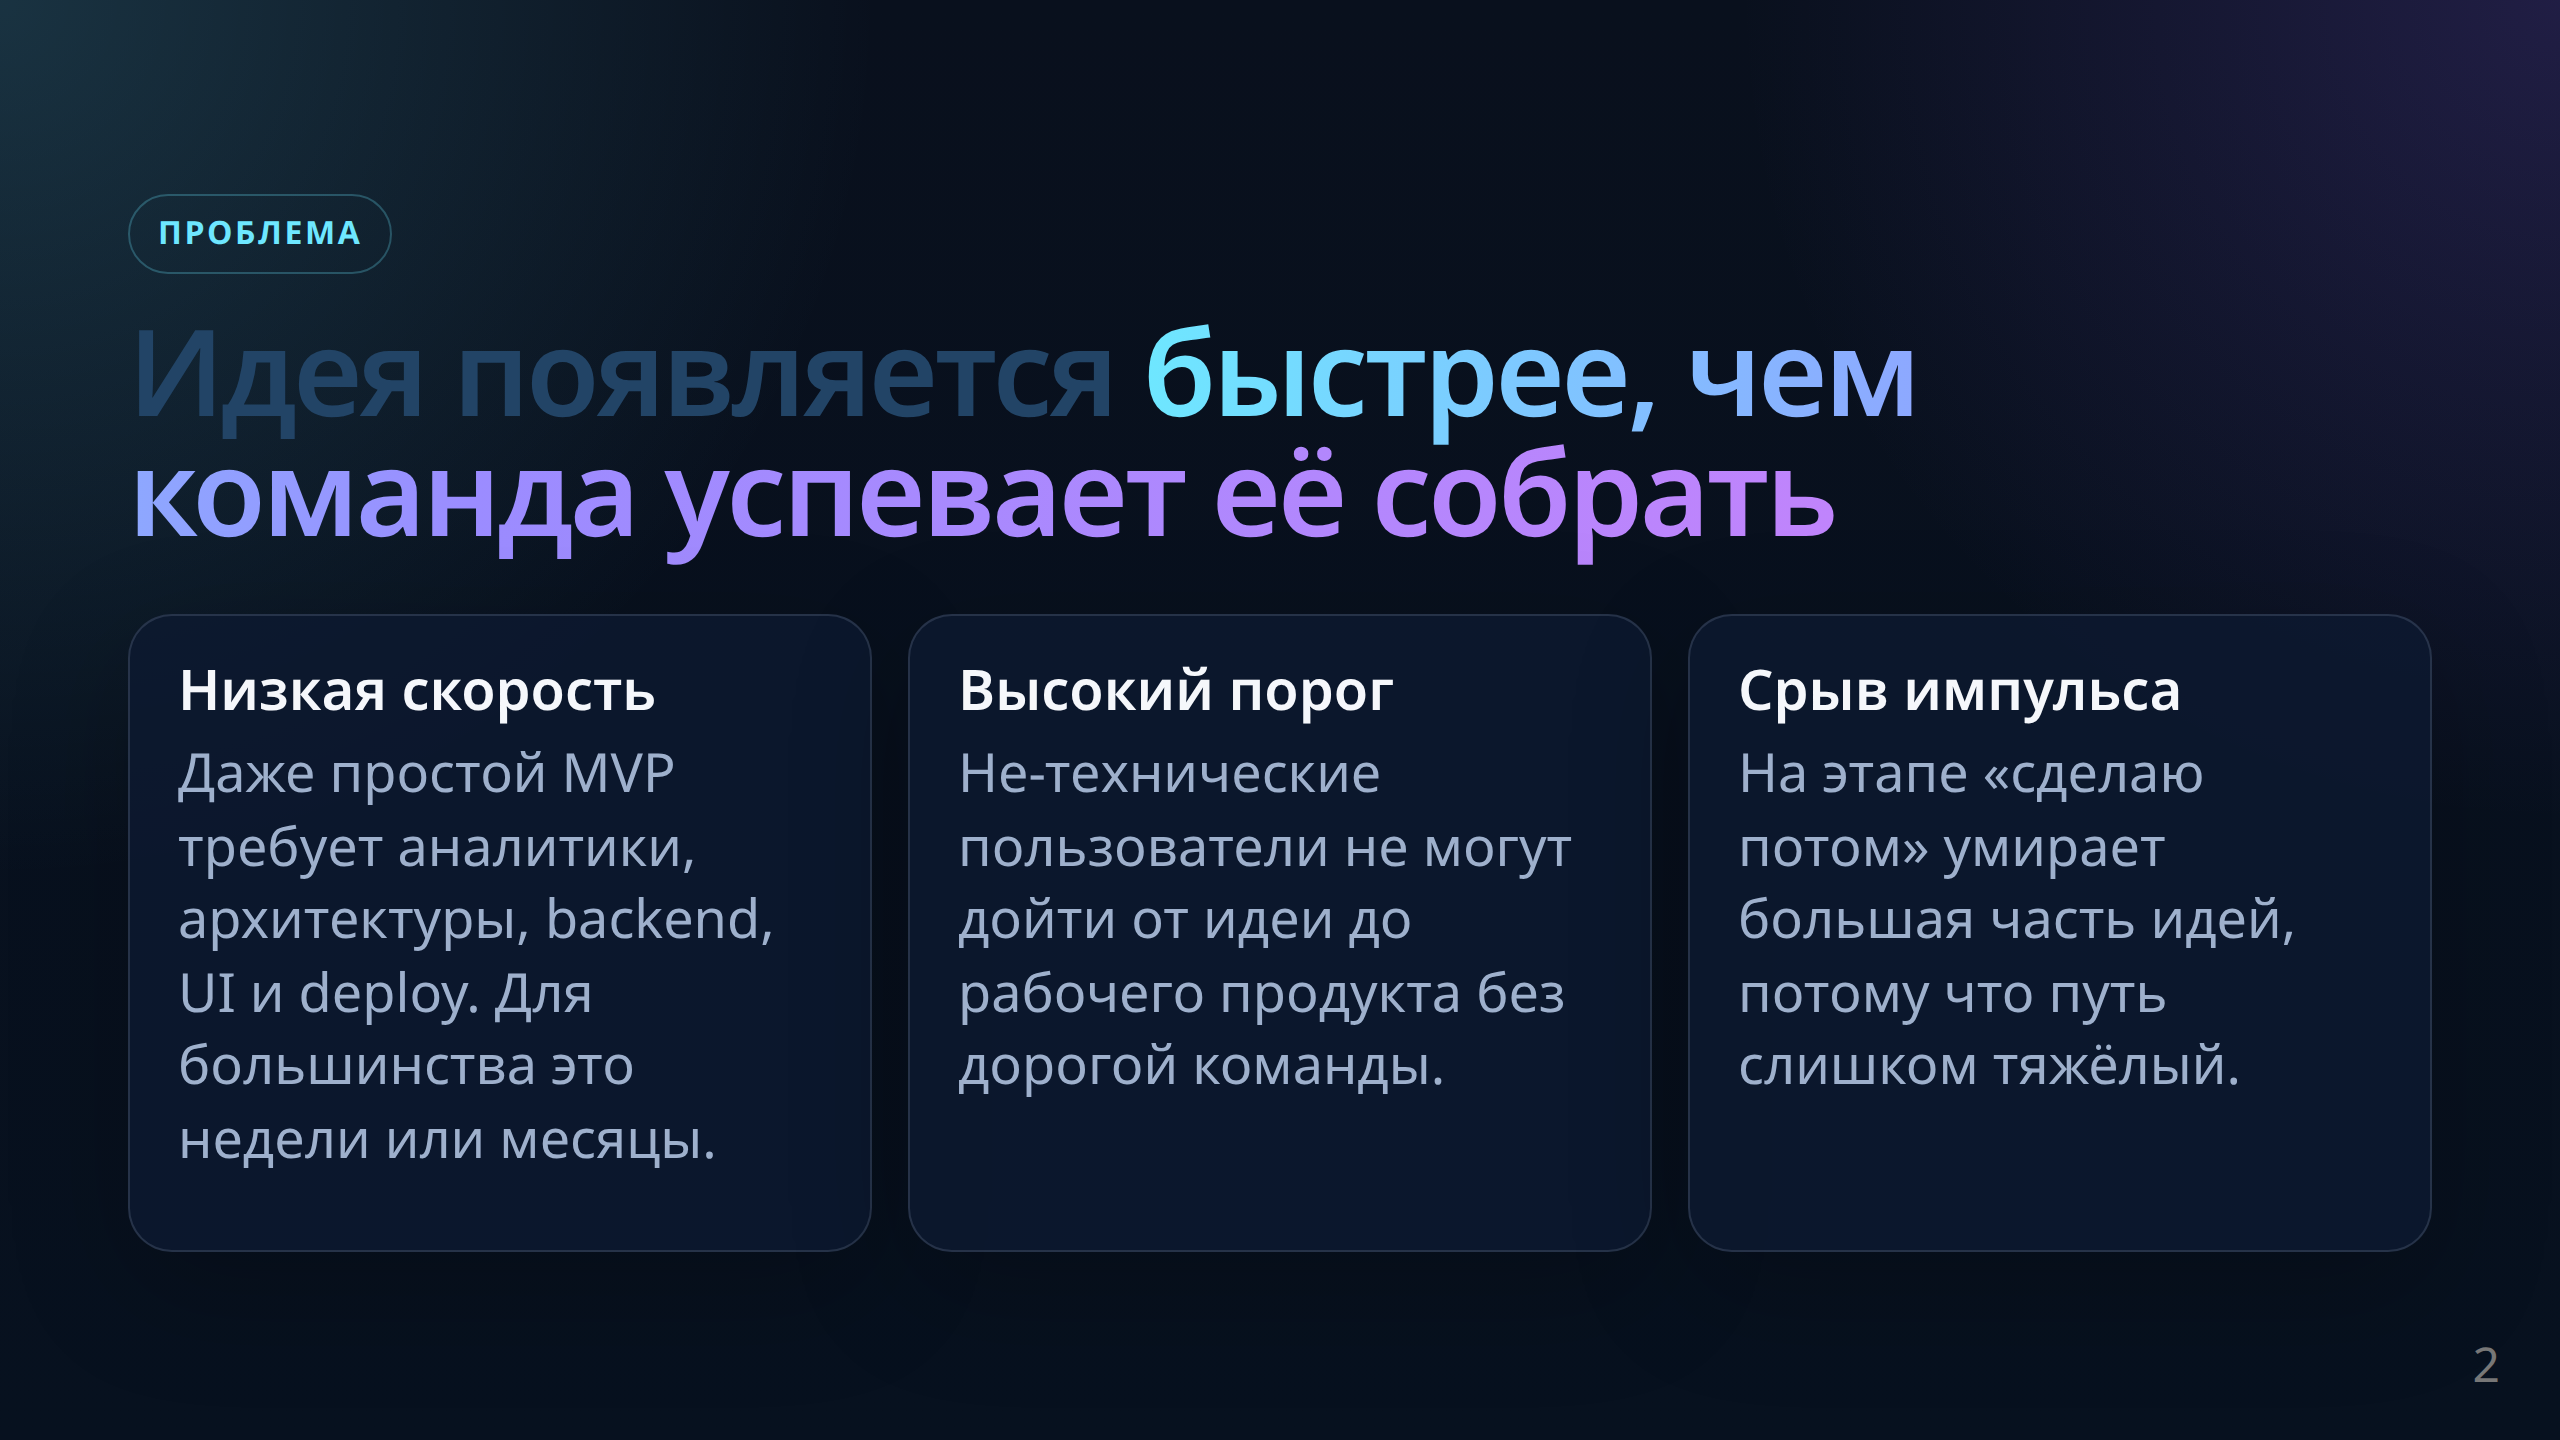 ПРОБЛЕМА
Идея появляется быстрее, чем
команда успевает её собрать
Низкая скорость
Даже простой MVP
требует аналитики,
архитектуры, backend,
UI и deploy. Для
большинства это
недели или месяцы.
Высокий порог
Не-технические
пользователи не могут
дойти от идеи до
рабочего продукта без
дорогой команды.
Срыв импульса
На этапе «сделаю
потом» умирает
большая часть идей,
потому что путь
слишком тяжёлый.
2